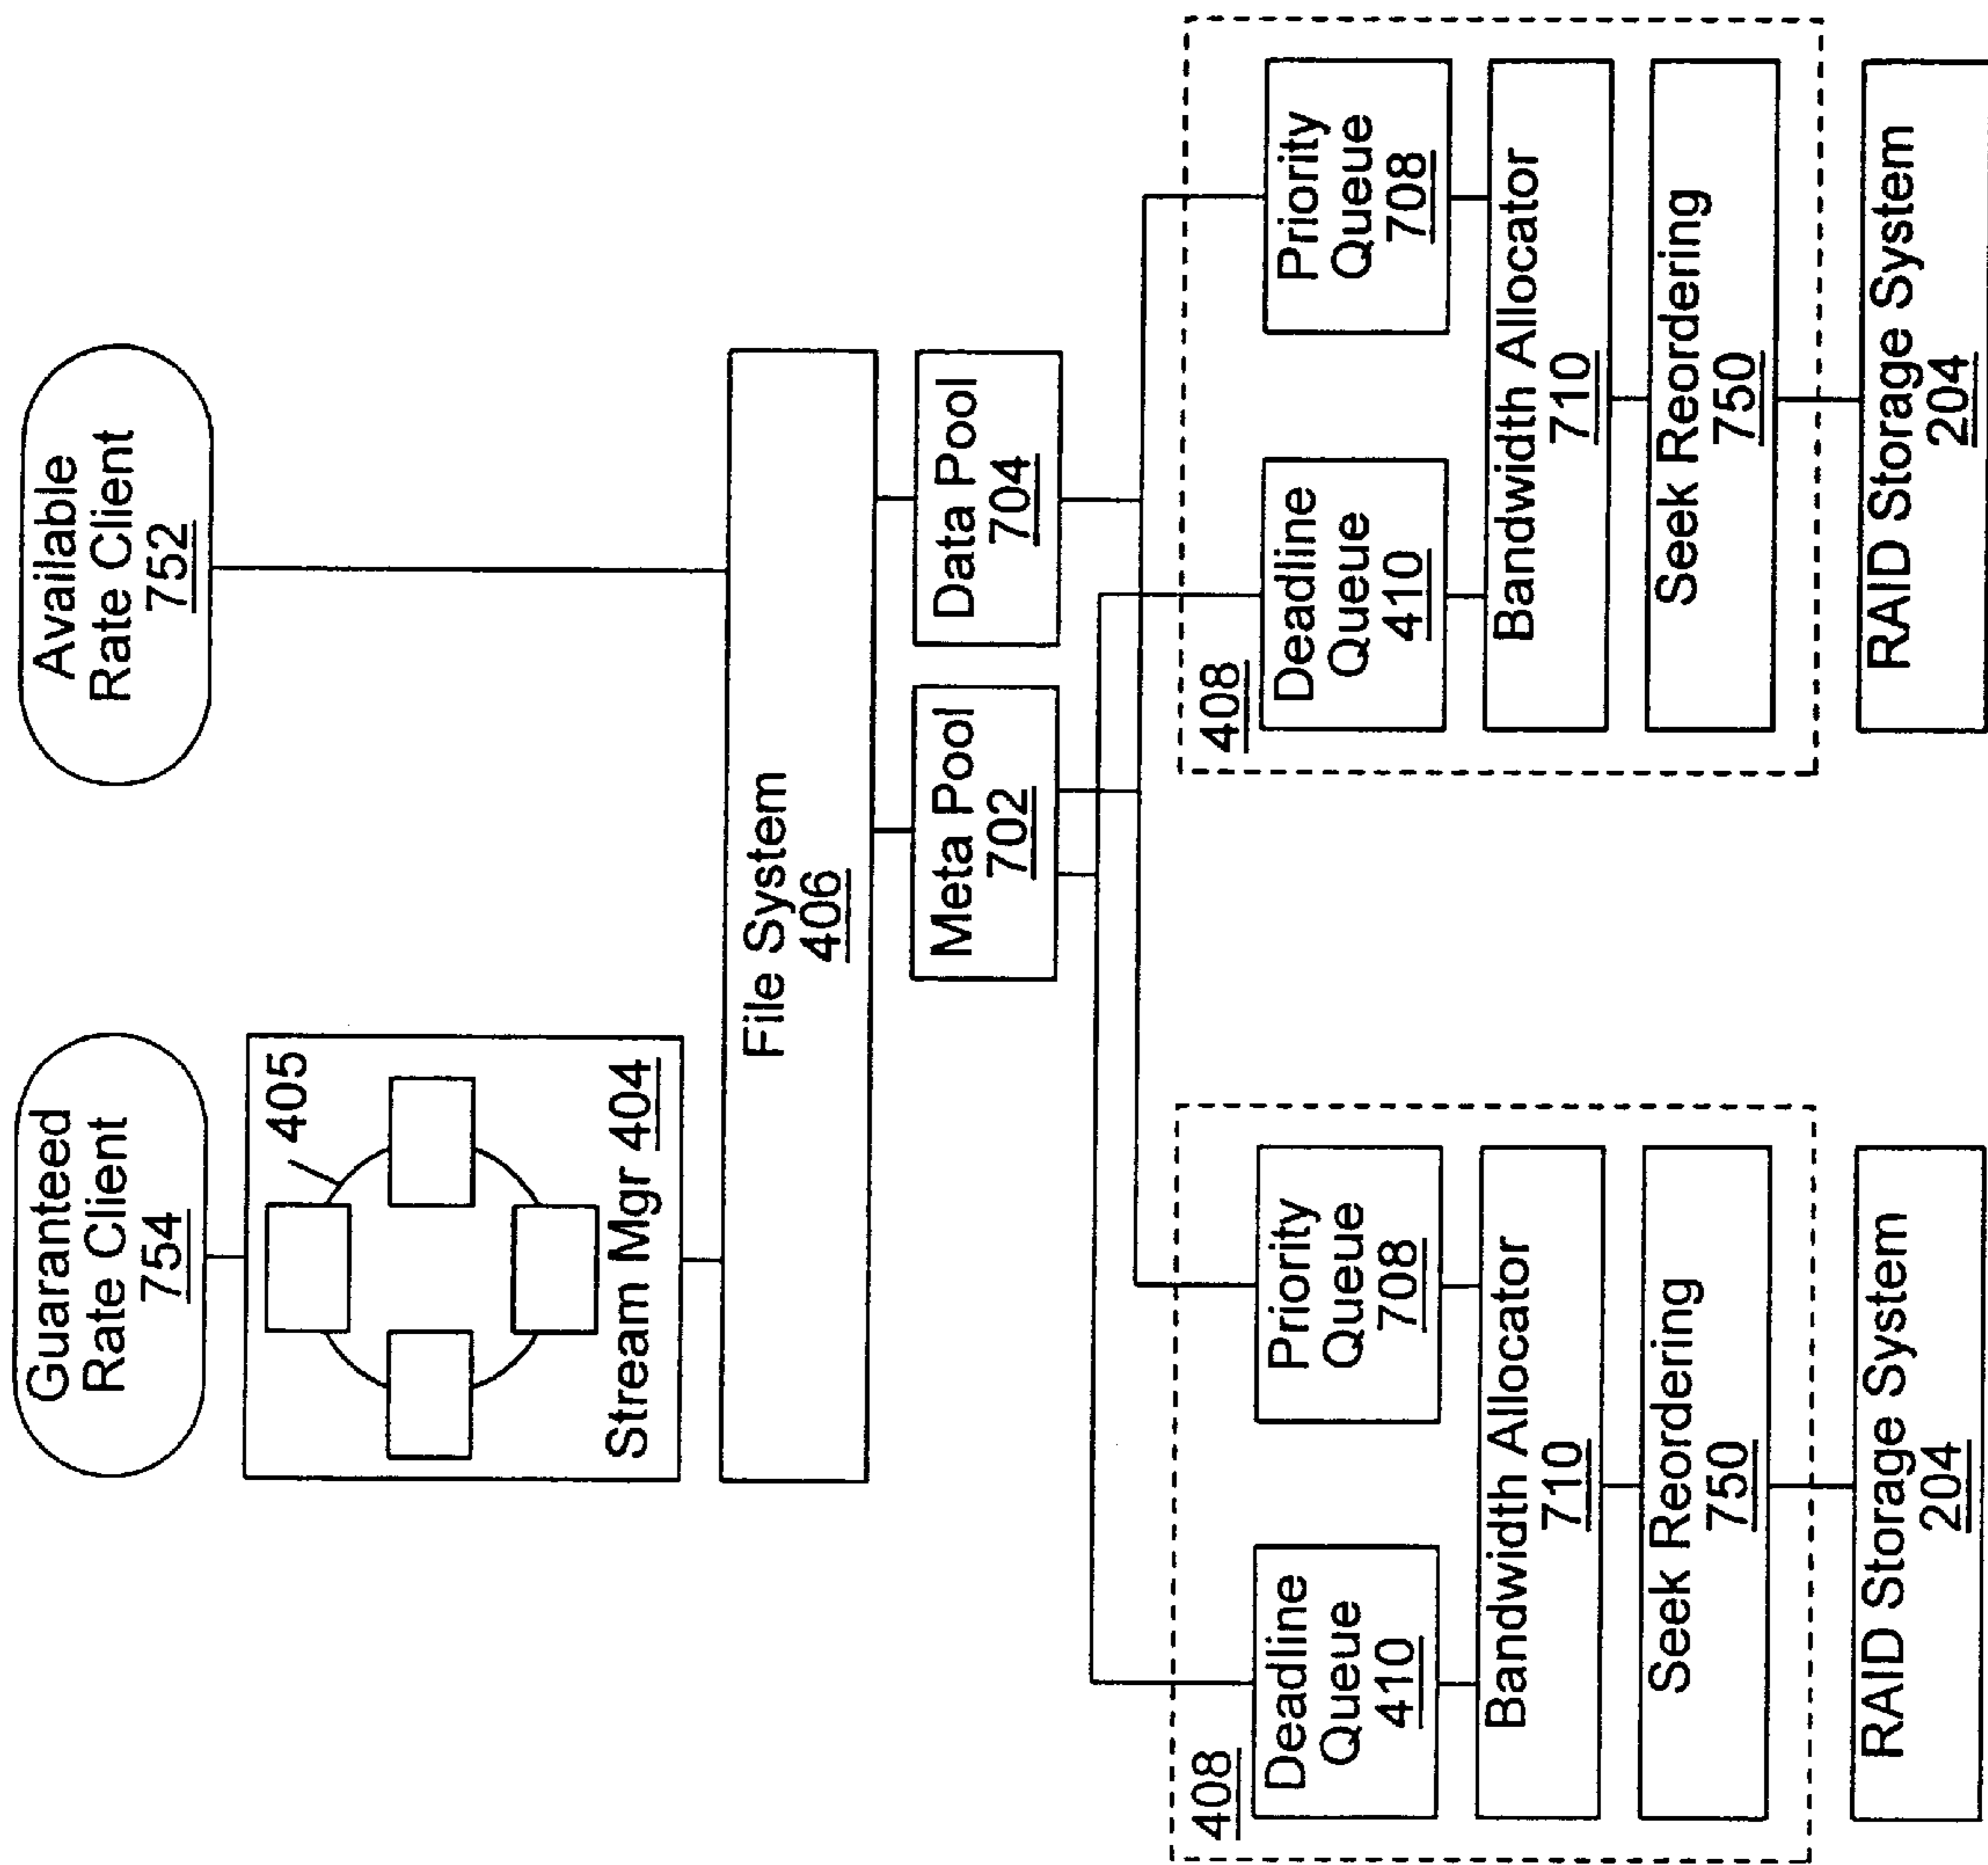 Guaranteed
Rate Client
754
Available
Rate Client
752
405
Stream Mgr 404
File System
406
Meta Pool
702
Data Pool
704
408
Deadline
Queue
410
Priority
Queue
708
Bandwidth Allocator
710
Seek Reordering
750
RAID Storage System
204
408
Deadline
Queue
410
Priority
Queue
708
Bandwidth Allocator
710
Seek Reordering
750
RAID Storage System
204